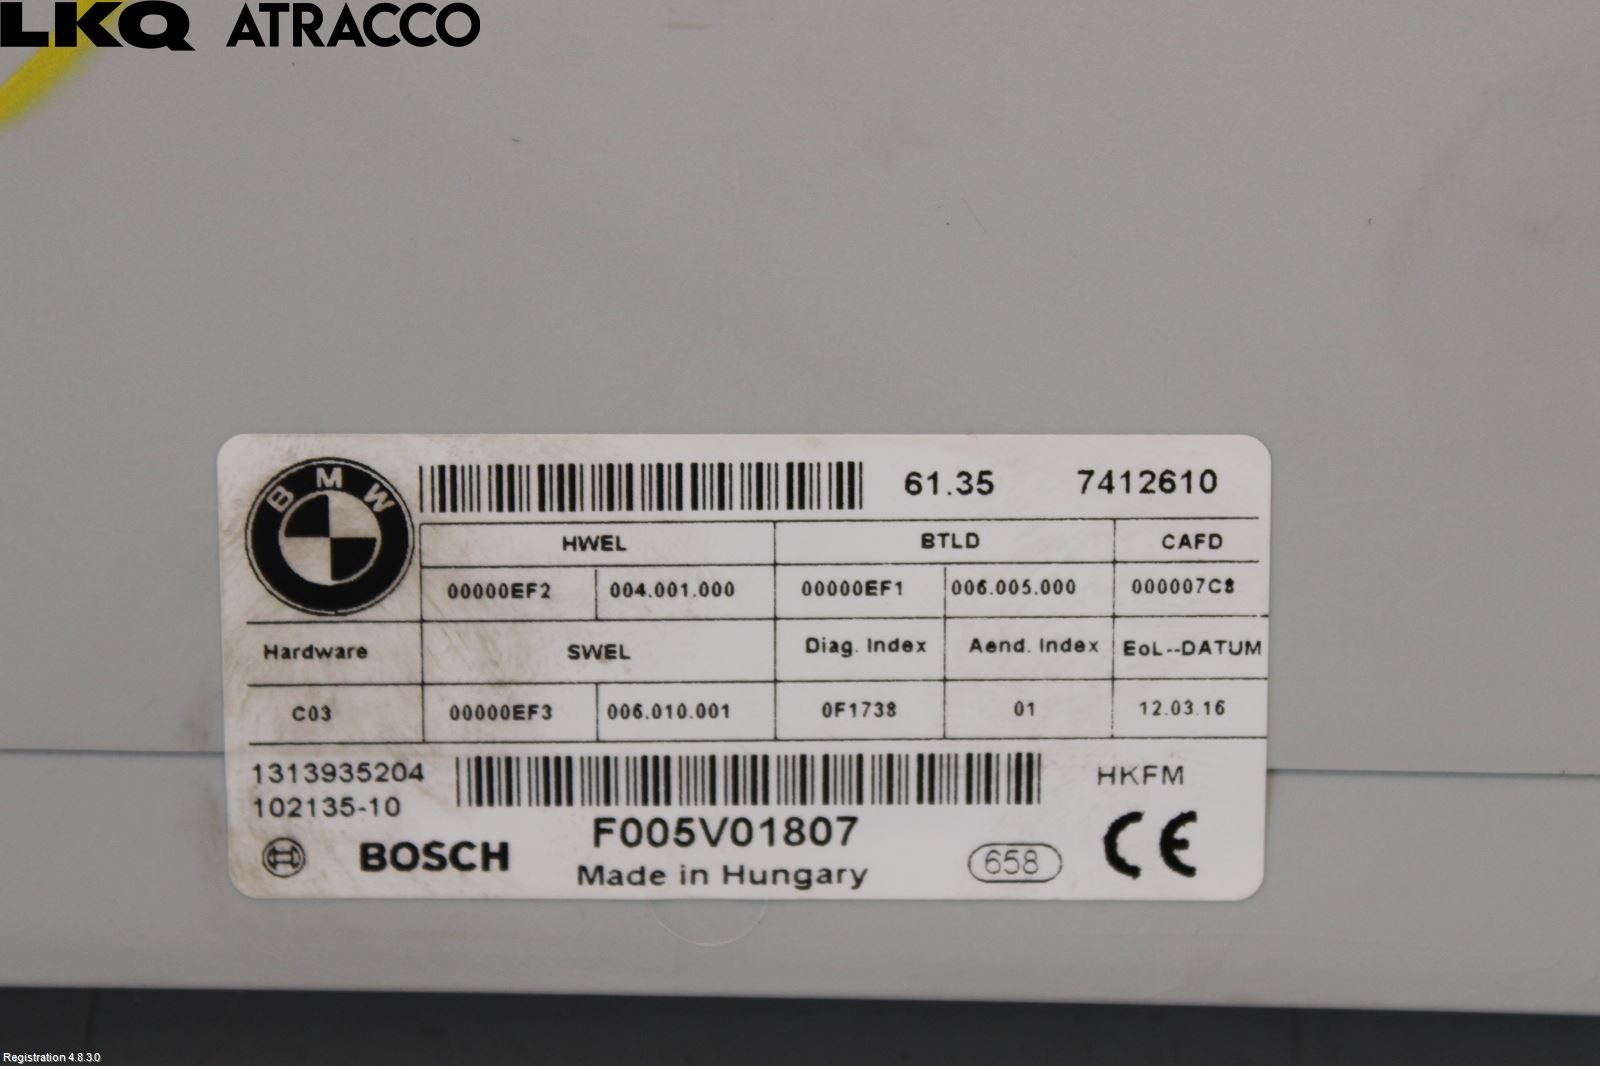 LKQ ATRACCO
BMW
61.35 7412610
HWEL BTLD CAFD
00000EF2 004.001.000 00000EF1 006.005.000 000007C8
Hardware SWEL Diag. Index Aend. Index EoL--DATUM
C03 00000EF3 006.010.001 0F1738 01 12.03.16
1313935204
102135-10
HKFM
F005V01807
BOSCH
Made in Hungary
658
CE
Registration 4.8.3.0